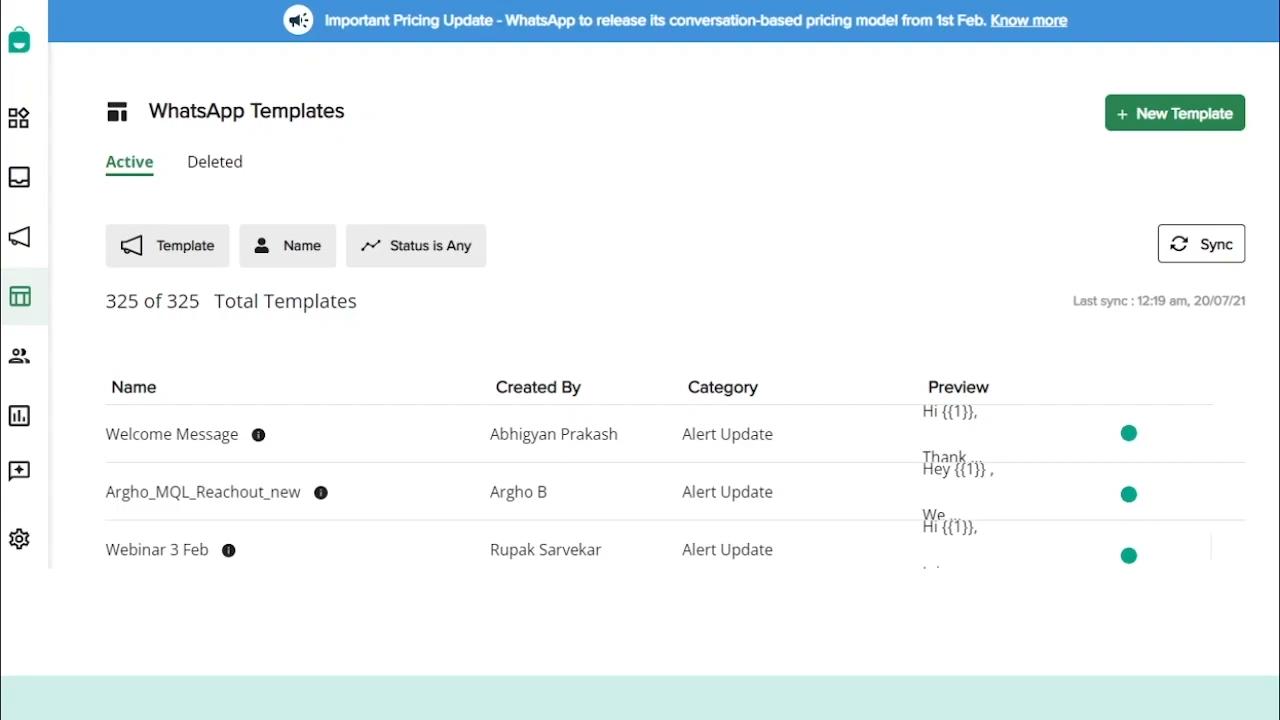 Important Pricing Update - WhatsApp to release its conversation-based pricing model from 1st Feb. Know more
WhatsApp Templates
+ New Template
Active Deleted
Template Name Status is Any
Sync
325 of 325 Total Templates
Last sync : 12:19 am, 20/07/21
Name Created By Category Preview
Hi {{1}},
Welcome Message Abhigyan Prakash Alert Update
Thank ...
Hey {{1}} ,
Argho_MQL_Reachout_new Argho B Alert Update
We ...
Hi {{1}},
Webinar 3 Feb Rupak Sarvekar Alert Update